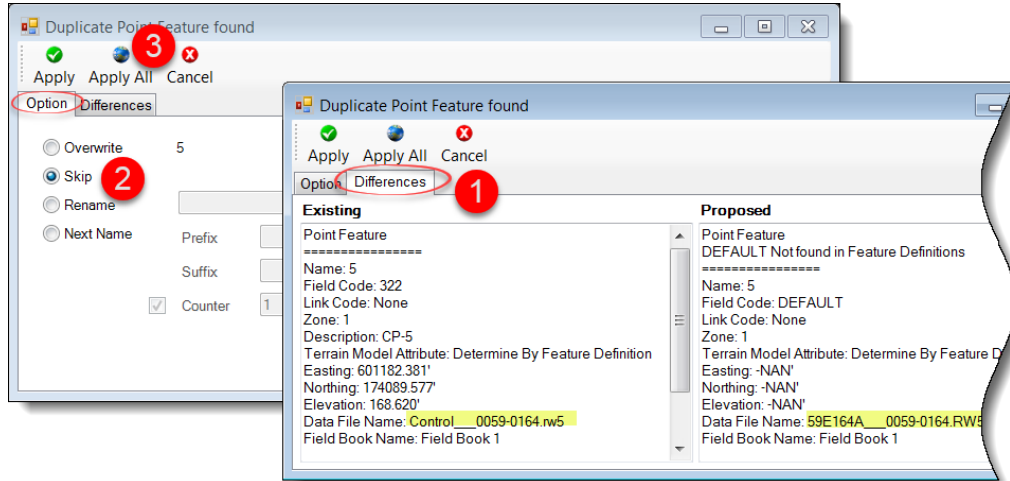 Duplicate Point Feature found
3
Apply Apply All Cancel
Option Differences
Overwrite 5
Skip
2
Rename
Next Name Prefix
Suffix
Counter 1
Duplicate Point Feature found
Apply Apply All Cancel
Option Differences
1
Existing
Point Feature
================
Name: 5
Field Code: 322
Link Code: None
Zone: 1
Description: CP-5
Terrain Model Attribute: Determine By Feature Definition
Easting: 601182.381'
Northing: 174089.577'
Elevation: 168.620'
Data File Name: Control___0059-0164.rw5
Field Book Name: Field Book 1
Proposed
Point Feature
DEFAULT Not found in Feature Definitions
================
Name: 5
Field Code: DEFAULT
Link Code: None
Zone: 1
Terrain Model Attribute: Determine By Feature D
Easting: -NAN'
Northing: -NAN'
Elevation: -NAN'
Data File Name: 59E164A___0059-0164.RW5
Field Book Name: Field Book 1